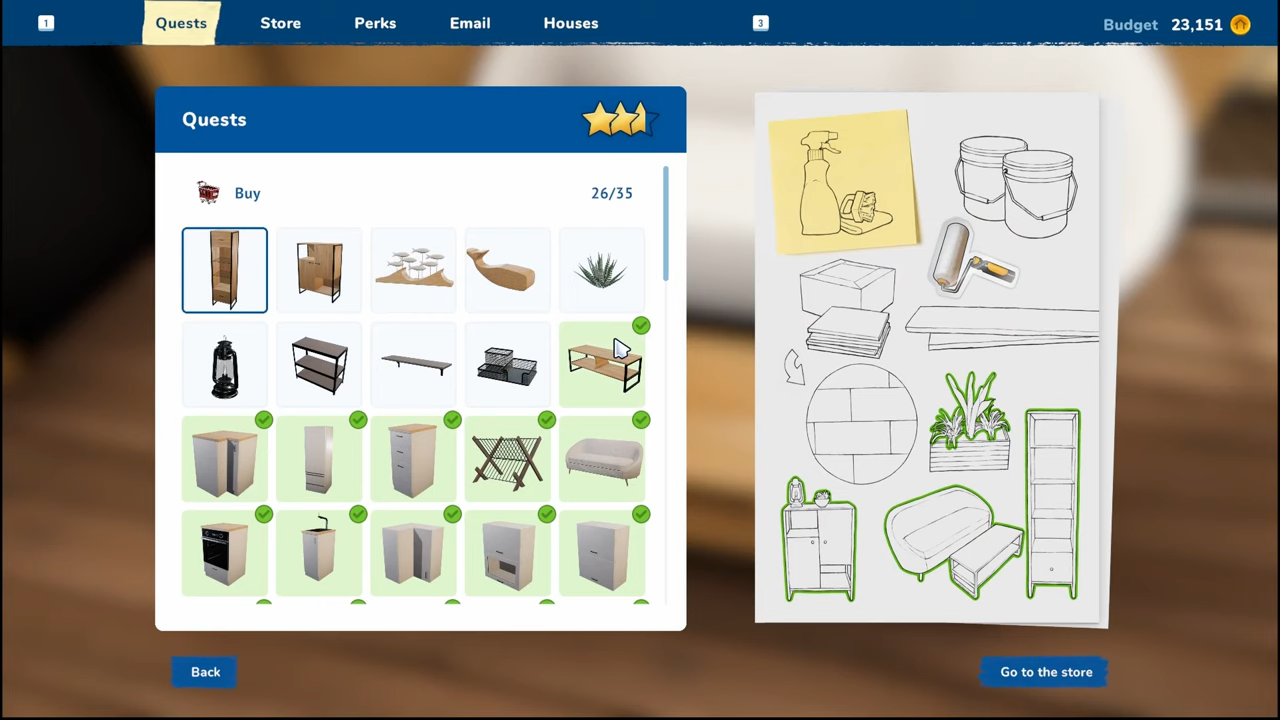 1
Quests
Store
Perks
Email
Houses
3
Budget 23,151
Quests
Buy
26/35
Back
Go to the store